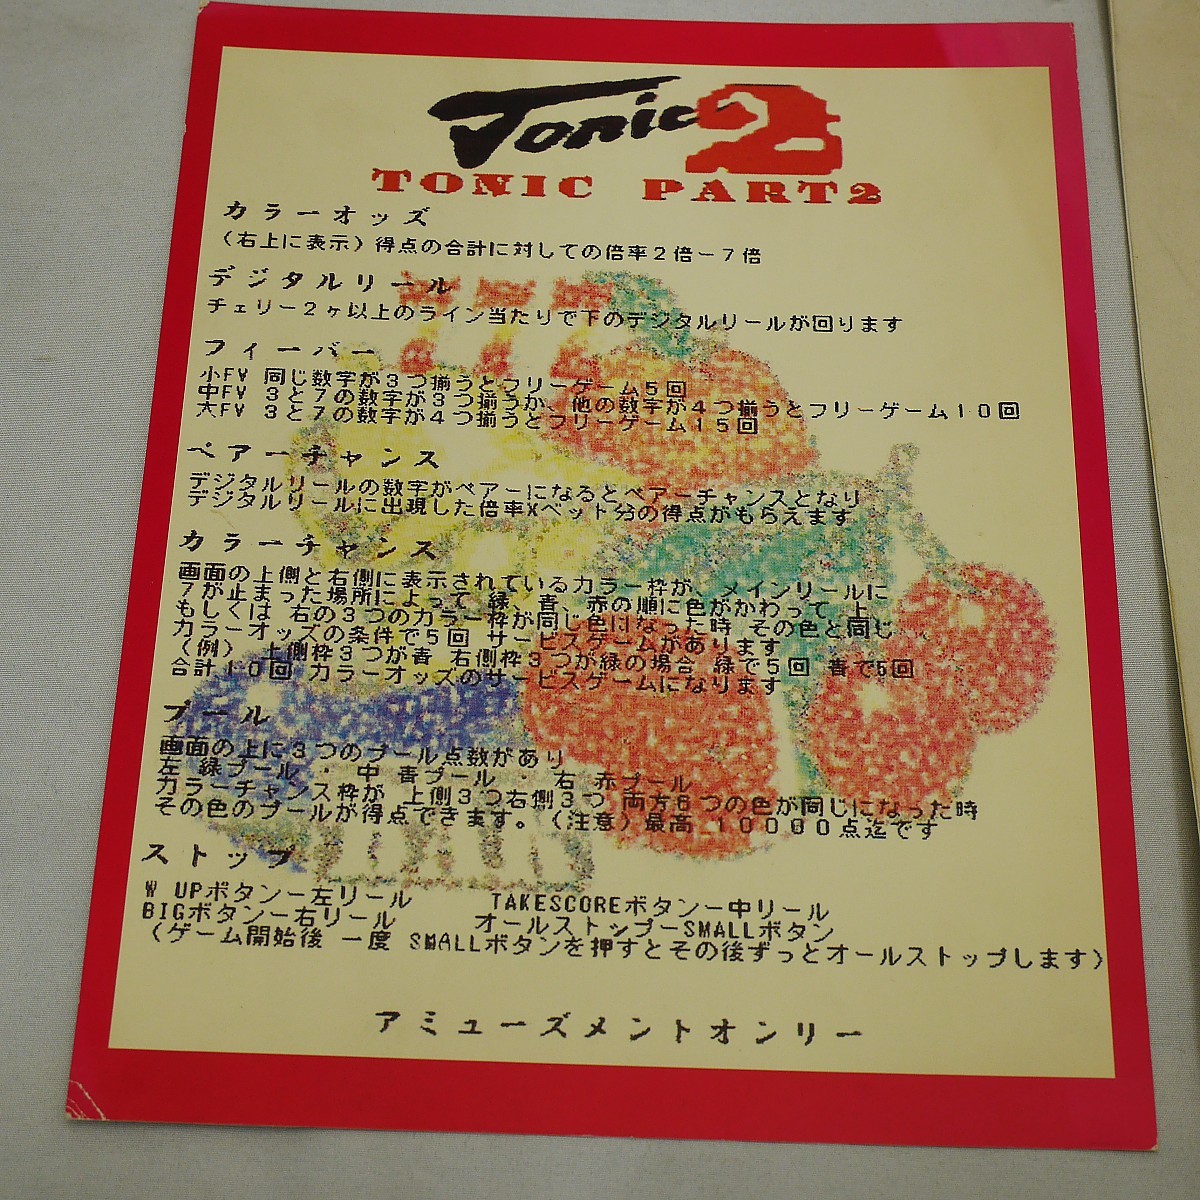 Tonic 2
TONIC PART2
カラーオッズ
（右上に表示）得点の合計に対しての倍率２倍ー７倍
デジタルリール
チェリー２ヶ以上のライン当たりで下のデジタルリールが回ります
フィーバー
小FV 同じ数字が３つ揃うとフリーゲーム５回
中FV ３と７の数字が３つ揃うか、他の数字が４つ揃うとフリーゲーム１０回
大FV ３と７の数字が４つ揃うとフリーゲーム１５回
ペアーチャンス
デジタルリールの数字がペアーになるとペアーチャンスとなり
デジタルリールに出現した倍率Xベット分の得点がもらえます
カラーチャンス
画面の上側と右側に表示されているカラー枠が、メインリールに
７が止まった場所によって 緑、青、赤の順に色がかわって 上
もしくは 右の３つのカラー枠が同じ色になった時 その色と同じ
カラーオッズの条件で５回 サービスゲームがあります
（例） 上側枠３つが青 右側枠３つが緑の場合 緑で５回 青で５回
合計１０回 カラーオッズのサービスゲームになります
プール
画面の上に３つのプール点数があり
左 緑プール ・ 中 青プール ・ 右 赤プール
カラーチャンス枠が 上側３つ右側３つ 両方６つの色が同じになった時
その色のプールが得点できます。（注意）最高 １００００点迄です
ストップ
W UPボタンー左リール TAKESCOREボタンー中リール
BIGボタンー右リール オールストップーSMALLボタン
（ゲーム開始後 一度 SMALLボタンを押すとその後ずっとオールストップします）
アミューズメントオンリー